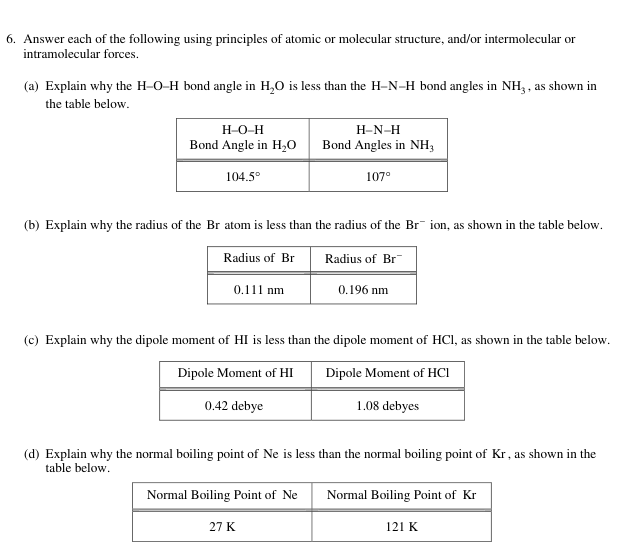 6. Answer each of the following using principles of atomic or molecular structure, and/or intermolecular or
intramolecular forces.
(a) Explain why the H–O–H bond angle in H₂O is less than the H–N–H bond angles in NH₃, as shown in
the table below.
H–O–H H–N–H
Bond Angle in H₂O Bond Angles in NH₃
104.5° 107°
(b) Explain why the radius of the Br atom is less than the radius of the Br⁻ ion, as shown in the table below.
Radius of Br Radius of Br⁻
0.111 nm 0.196 nm
(c) Explain why the dipole moment of HI is less than the dipole moment of HCl, as shown in the table below.
Dipole Moment of HI Dipole Moment of HCl
0.42 debye 1.08 debyes
(d) Explain why the normal boiling point of Ne is less than the normal boiling point of Kr, as shown in the
table below.
Normal Boiling Point of Ne Normal Boiling Point of Kr
27 K 121 K